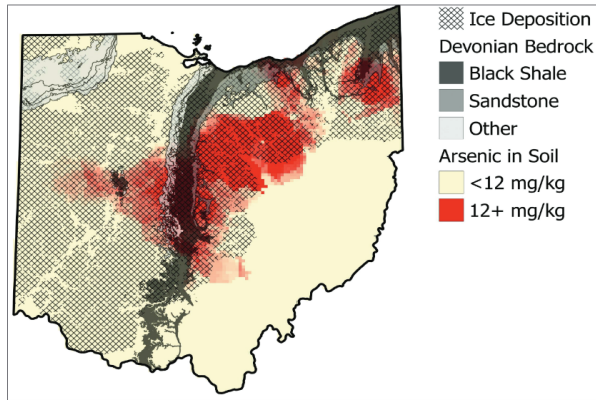 Ice Deposition
Devonian Bedrock
Black Shale
Sandstone
Other
Arsenic in Soil
<12 mg/kg
12+ mg/kg